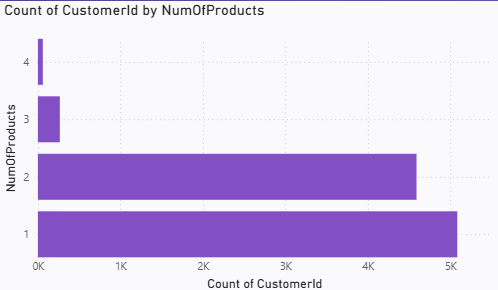 Count of CustomerId by NumOfProducts
NumOfProducts
4
3
2
1
0K 1K 2K 3K 4K 5K
Count of CustomerId